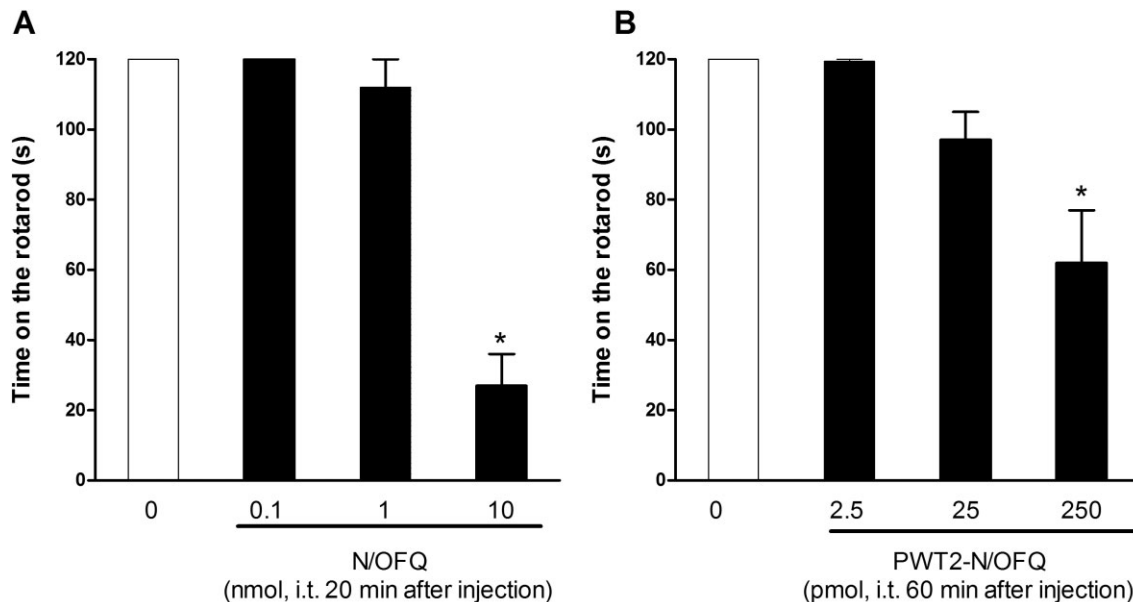 A
Time on the rotarod (s)
120
100
80
60
40
20
0
*
0 0.1 1 10
N/OFQ
(nmol, i.t. 20 min after injection)
B
Time on the rotarod (s)
120
100
80
60
40
20
0
*
0 2.5 25 250
PWT2-N/OFQ
(pmol, i.t. 60 min after injection)